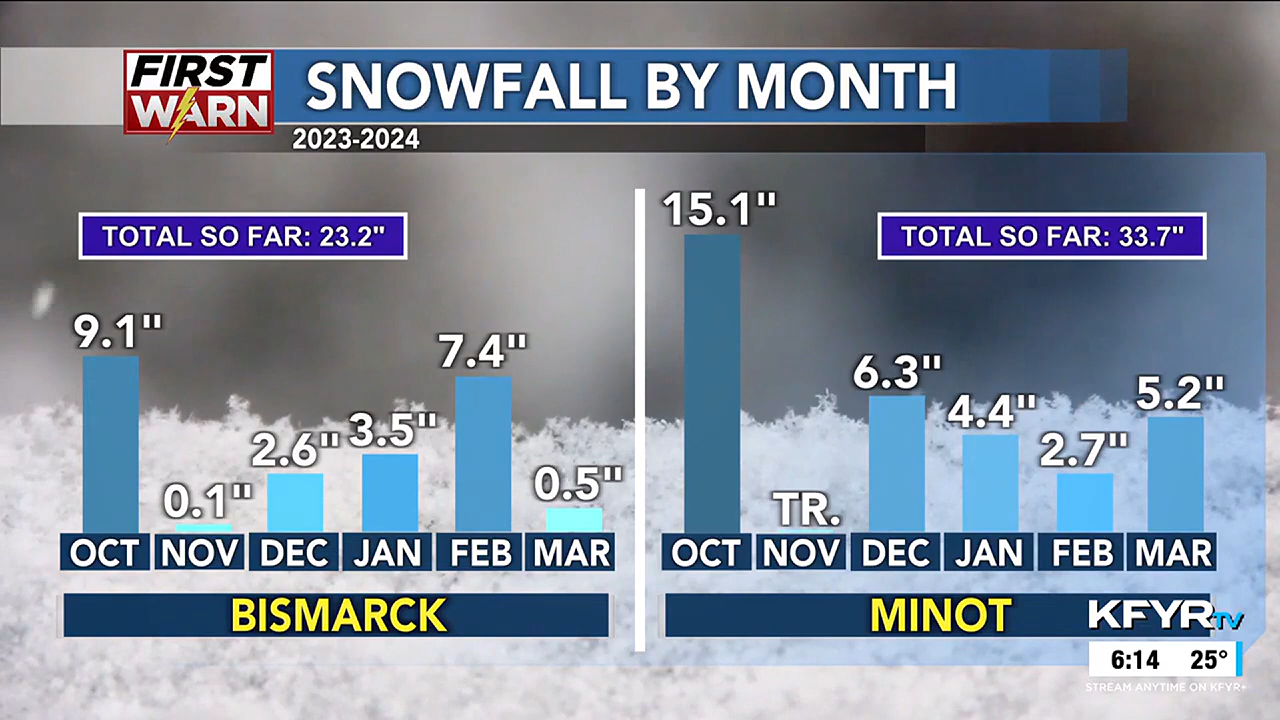 FIRST WARN
SNOWFALL BY MONTH
2023-2024
TOTAL SO FAR: 23.2"
9.1"
0.1"
2.6"
3.5"
7.4"
0.5"
OCT NOV DEC JAN FEB MAR
BISMARCK
TOTAL SO FAR: 33.7"
15.1"
TR.
6.3"
4.4"
2.7"
5.2"
OCT NOV DEC JAN FEB MAR
MINOT
KFYR TV
6:14 25°
STREAM ANYTIME ON KFYR+